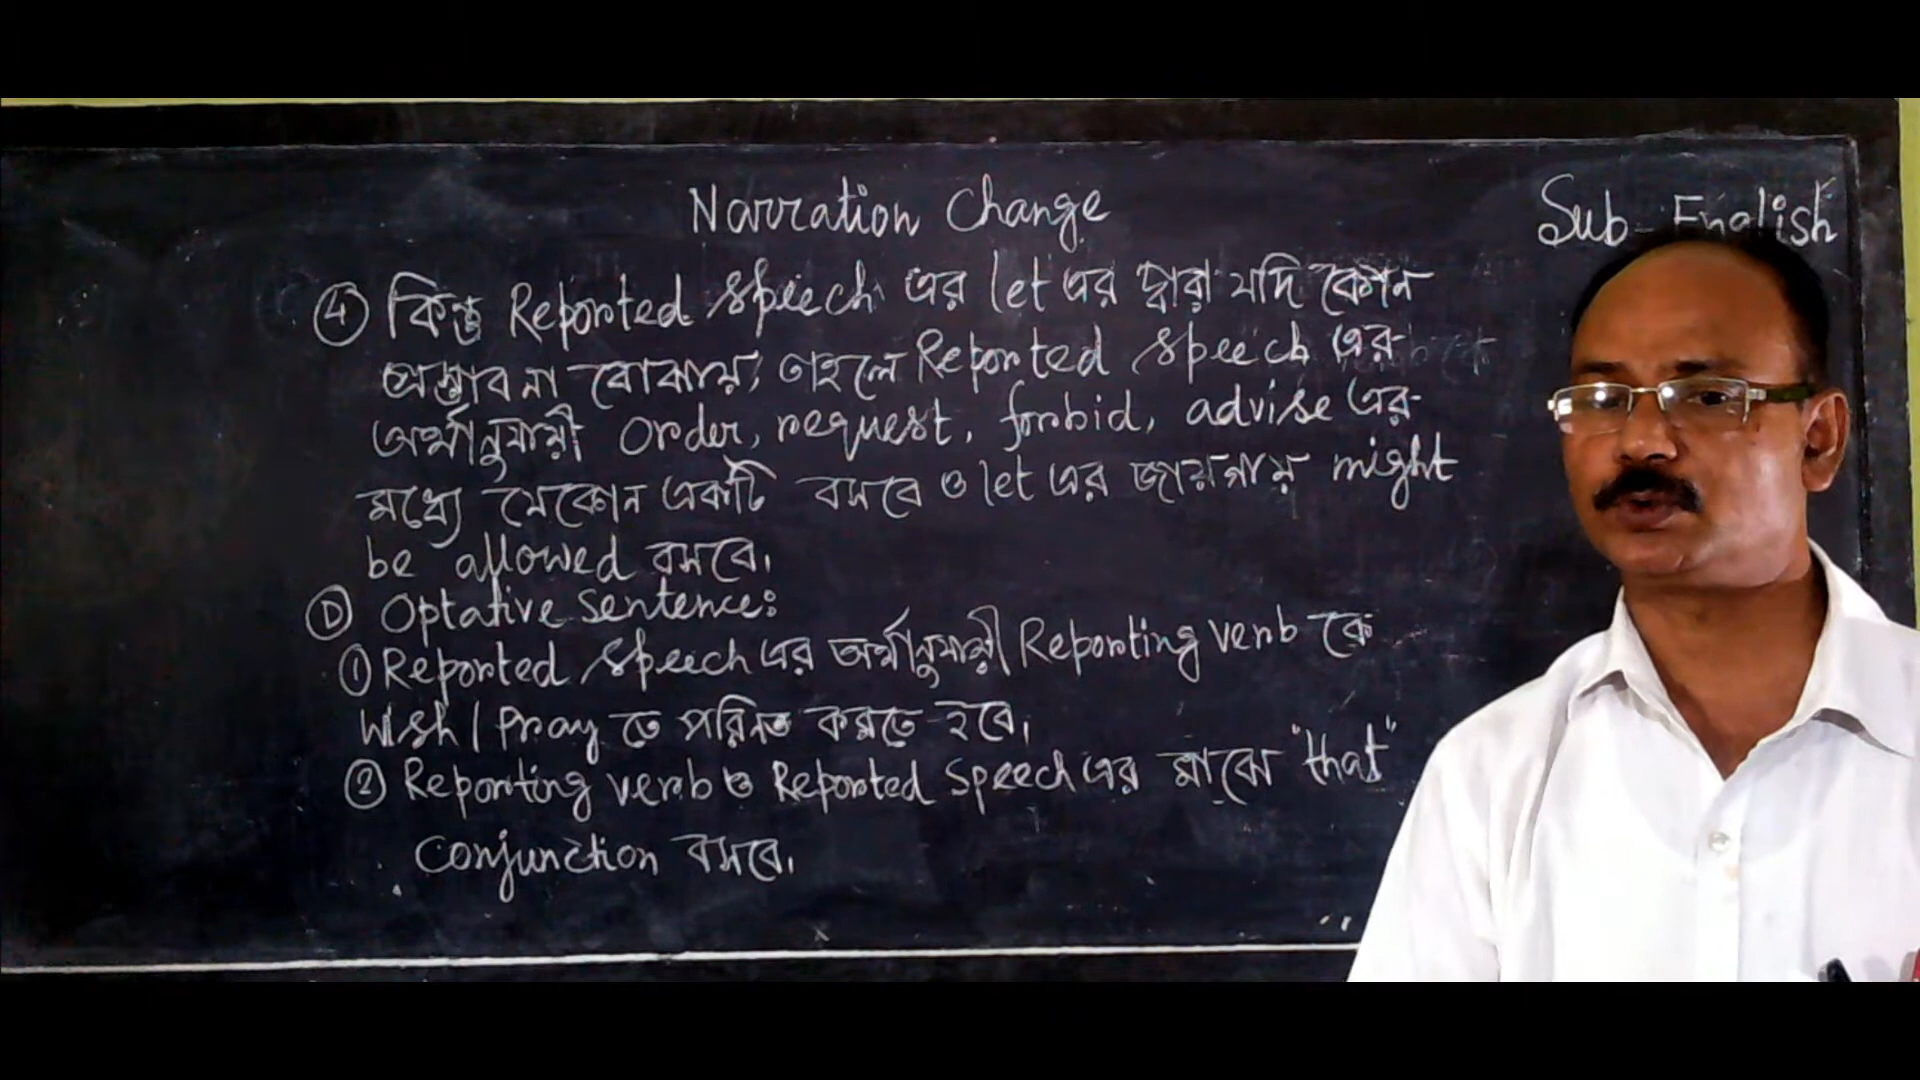 Narration Change
Sub-English
④ কিন্তু Reported speech এর let এর দ্বারা যদি কোন
প্রস্তাব না বোঝায়, তাহলে Reported speech এর
অর্থানুযায়ী order, request, forbid, advise এর
মধ্যে যেকোন একটি বসবে ও let এর জায়গায় might
be allowed বসবে।
Ⓓ Optative sentence:
① Reported speech এর অর্থানুযায়ী Reporting verb কে
Wish / Pray তে পরিনত করতে হবে।
② Reporting verb ও Reported Speech এর মাঝে "that"
Conjunction বসবে।